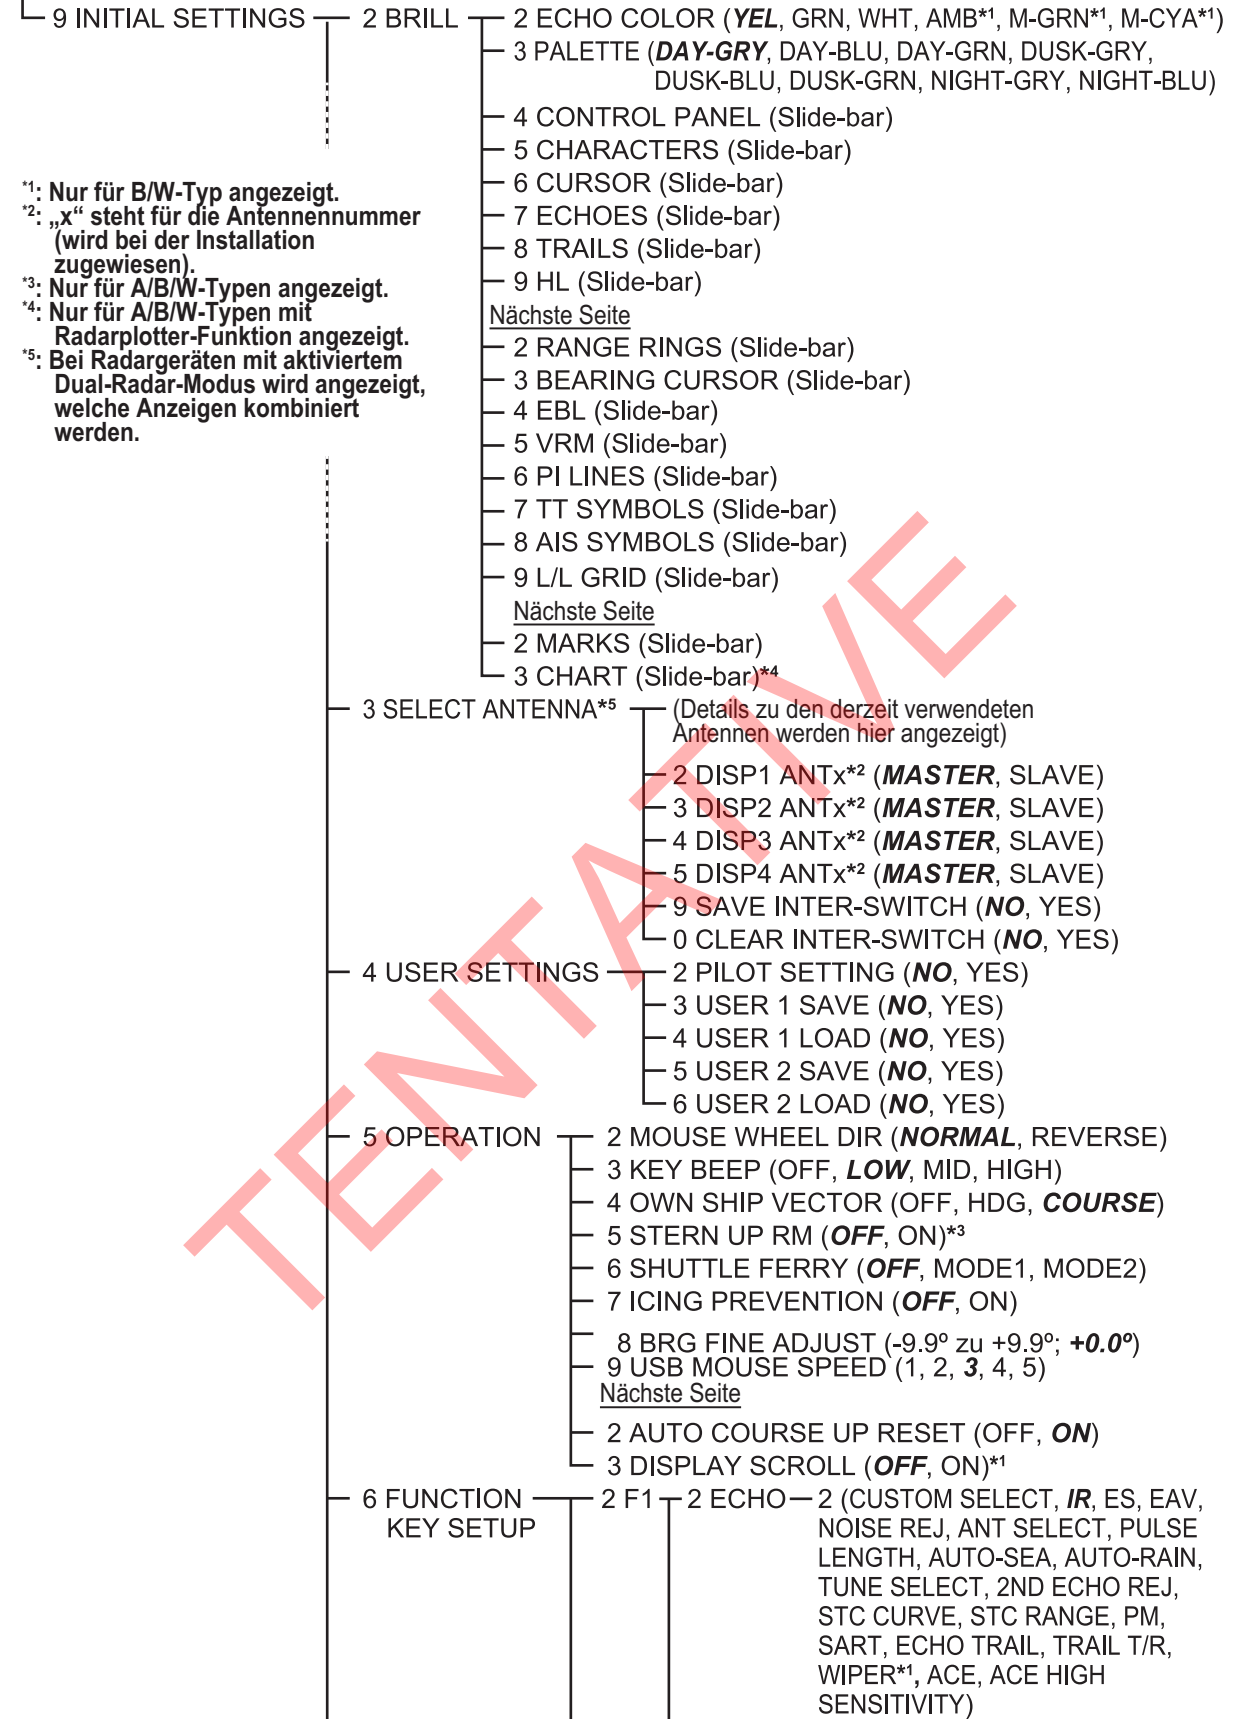 9 INITIAL SETTINGS 2 BRILL 2 ECHO COLOR (YEL, GRN, WHT, AMB*1, M-GRN*1, M-CYA*1)
3 PALETTE (DAY-GRY, DAY-BLU, DAY-GRN, DUSK-GRY,
DUSK-BLU, DUSK-GRN, NIGHT-GRY, NIGHT-BLU)
4 CONTROL PANEL (Slide-bar)
5 CHARACTERS (Slide-bar)
6 CURSOR (Slide-bar)
7 ECHOES (Slide-bar)
8 TRAILS (Slide-bar)
9 HL (Slide-bar)
Nächste Seite
2 RANGE RINGS (Slide-bar)
3 BEARING CURSOR (Slide-bar)
4 EBL (Slide-bar)
5 VRM (Slide-bar)
6 PI LINES (Slide-bar)
7 TT SYMBOLS (Slide-bar)
8 AIS SYMBOLS (Slide-bar)
9 L/L GRID (Slide-bar)
Nächste Seite
2 MARKS (Slide-bar)
3 CHART (Slide-bar)*4
*1: Nur für B/W-Typ angezeigt.
*2: „x“ steht für die Antennennummer
(wird bei der Installation
zugewiesen).
*3: Nur für A/B/W-Typen angezeigt.
*4: Nur für A/B/W-Typen mit
Radarplotter-Funktion angezeigt.
*5: Bei Radargeräten mit aktiviertem
Dual-Radar-Modus wird angezeigt,
welche Anzeigen kombiniert
werden.
3 SELECT ANTENNA*5 (Details zu den derzeit verwendeten
Antennen werden hier angezeigt)
2 DISP1 ANTx*2 (MASTER, SLAVE)
3 DISP2 ANTx*2 (MASTER, SLAVE)
4 DISP3 ANTx*2 (MASTER, SLAVE)
5 DISP4 ANTx*2 (MASTER, SLAVE)
9 SAVE INTER-SWITCH (NO, YES)
0 CLEAR INTER-SWITCH (NO, YES)
4 USER SETTINGS 2 PILOT SETTING (NO, YES)
3 USER 1 SAVE (NO, YES)
4 USER 1 LOAD (NO, YES)
5 USER 2 SAVE (NO, YES)
6 USER 2 LOAD (NO, YES)
5 OPERATION 2 MOUSE WHEEL DIR (NORMAL, REVERSE)
3 KEY BEEP (OFF, LOW, MID, HIGH)
4 OWN SHIP VECTOR (OFF, HDG, COURSE)
5 STERN UP RM (OFF, ON)*3
6 SHUTTLE FERRY (OFF, MODE1, MODE2)
7 ICING PREVENTION (OFF, ON)
8 BRG FINE ADJUST (-9.9º zu +9.9º; +0.0º)
9 USB MOUSE SPEED (1, 2, 3, 4, 5)
Nächste Seite
2 AUTO COURSE UP RESET (OFF, ON)
3 DISPLAY SCROLL (OFF, ON)*1
6 FUNCTION 2 F1 2 ECHO 2 (CUSTOM SELECT, IR, ES, EAV,
KEY SETUP NOISE REJ, ANT SELECT, PULSE
LENGTH, AUTO-SEA, AUTO-RAIN,
TUNE SELECT, 2ND ECHO REJ,
STC CURVE, STC RANGE, PM,
SART, ECHO TRAIL, TRAIL T/R,
WIPER*1, ACE, ACE HIGH
SENSITIVITY)
TENTATIVE